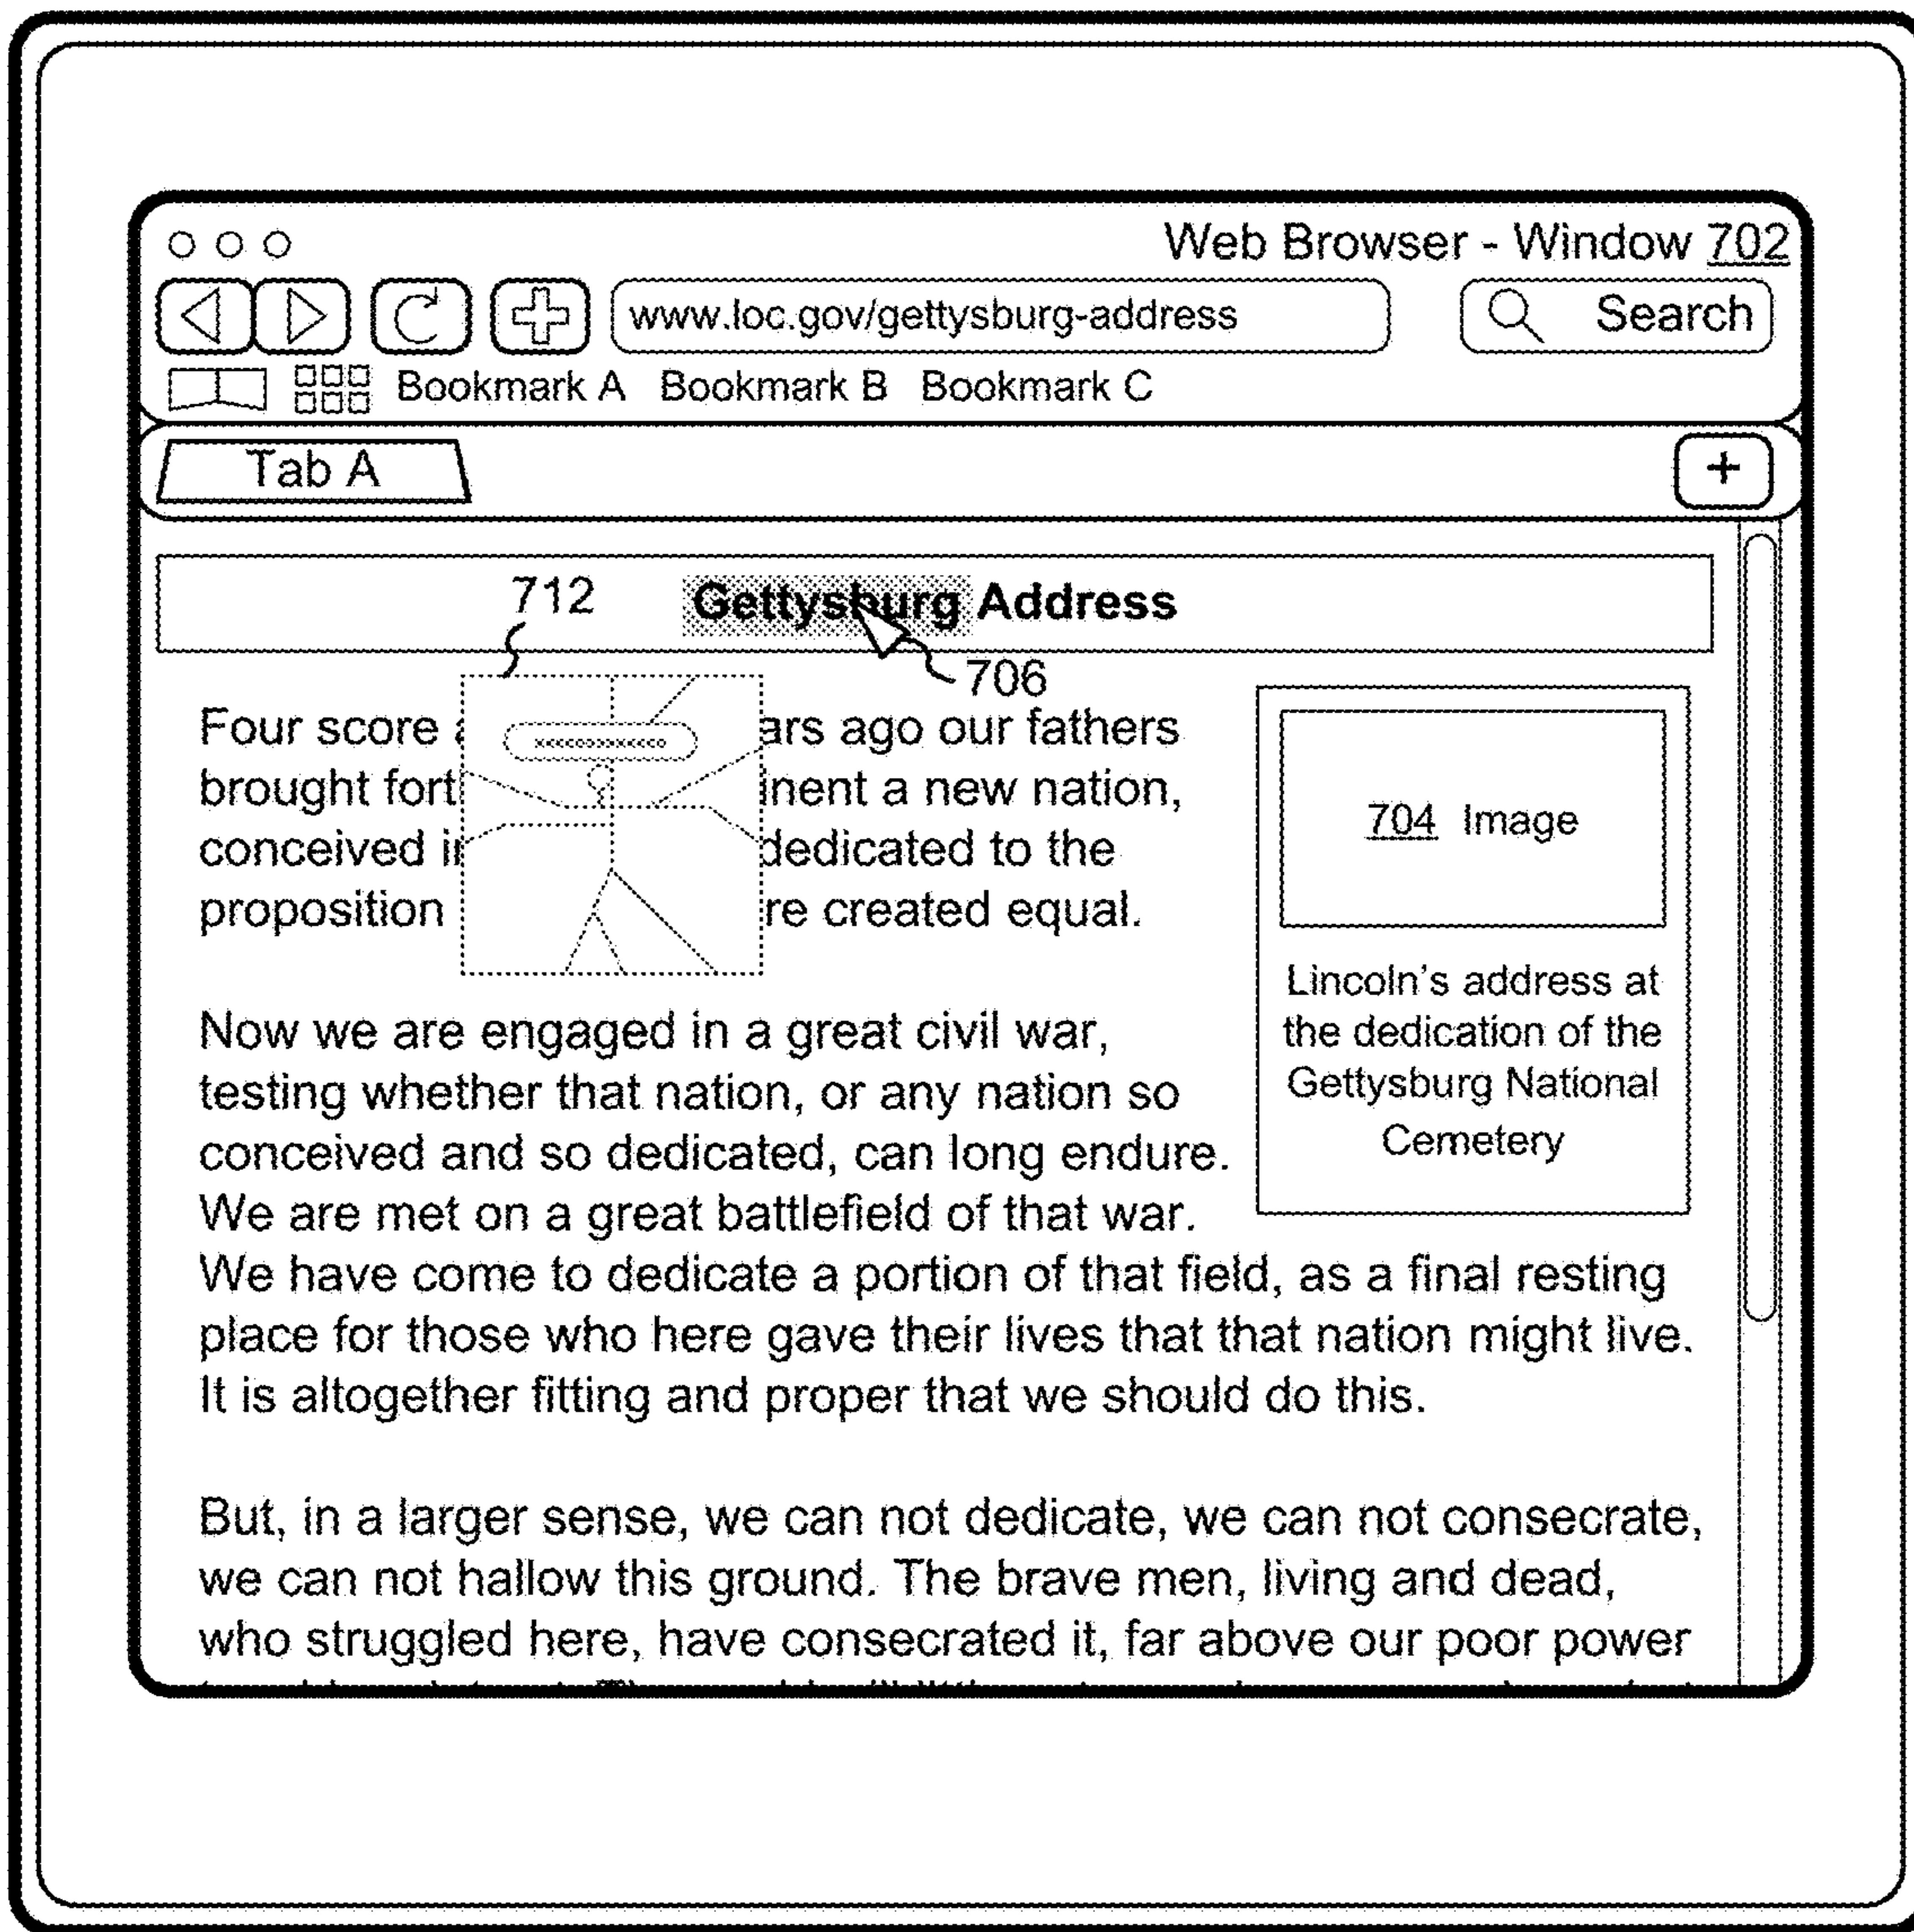 Web Browser - Window 702
www.loc.gov/gettysburg-address
Search
Bookmark A Bookmark B Bookmark C
Tab A
+
712
Gettysburg Address
706
Four score ars ago our fathers
brought fort nent a new nation,
conceived i dedicated to the
proposition re created equal.
704 Image
Lincoln's address at
the dedication of the
Gettysburg National
Cemetery
Now we are engaged in a great civil war,
testing whether that nation, or any nation so
conceived and so dedicated, can long endure.
We are met on a great battlefield of that war.
We have come to dedicate a portion of that field, as a final resting
place for those who here gave their lives that that nation might live.
It is altogether fitting and proper that we should do this.
But, in a larger sense, we can not dedicate, we can not consecrate,
we can not hallow this ground. The brave men, living and dead,
who struggled here, have consecrated it, far above our poor power